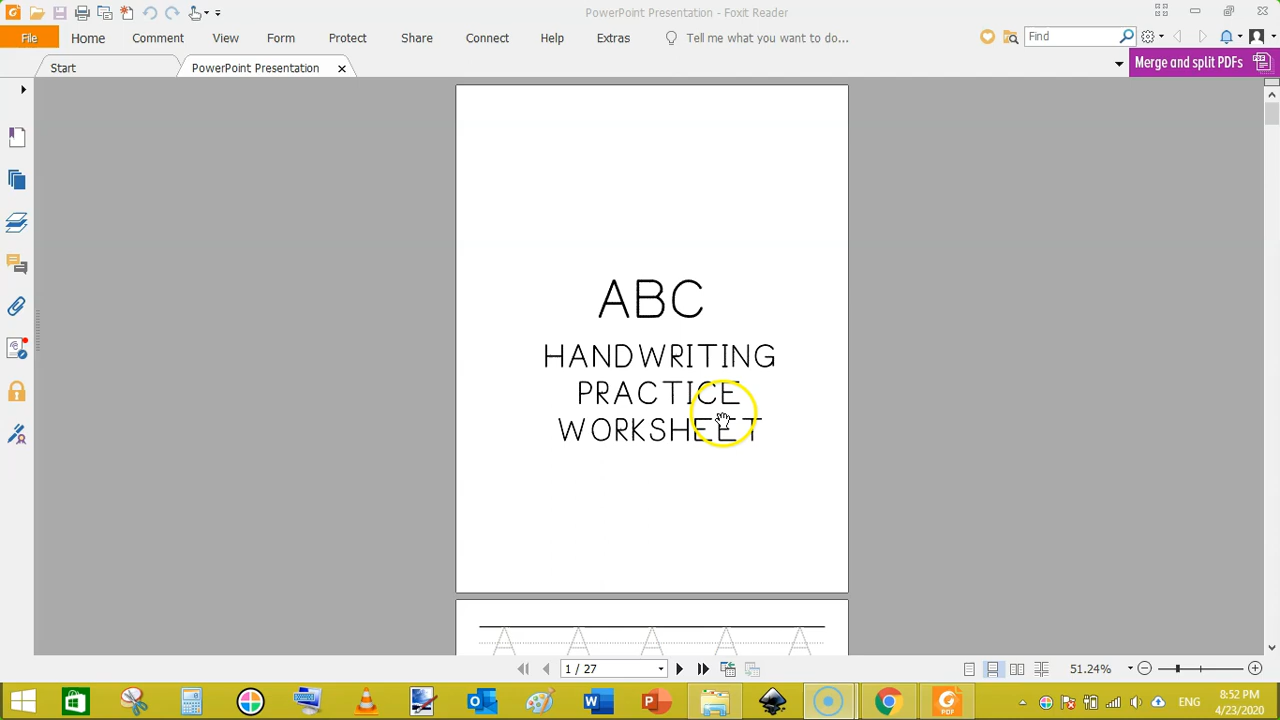 PowerPoint Presentation - Foxit Reader
File Home Comment View Form Protect Share Connect Help Extras Tell me what you want to do... Find
Start PowerPoint Presentation Merge and split PDFs
ABC
HANDWRITING
PRACTICE
WORKSHEET
A A A A A
1 / 27 51.24%
ENG 8:52 PM
4/23/2020